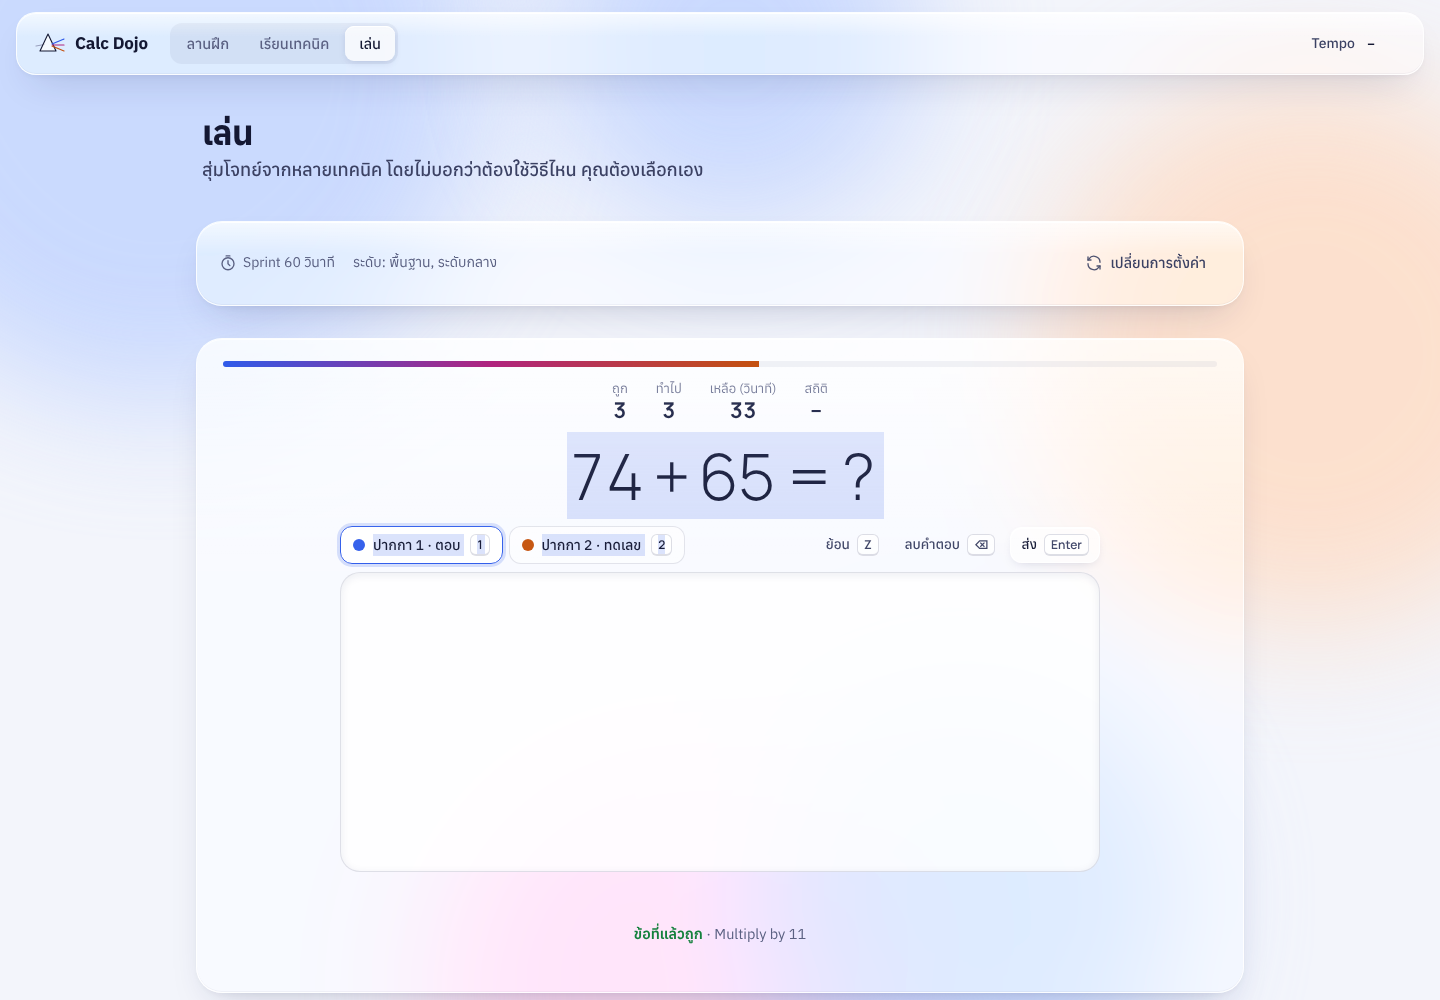 Calc Dojo ลานฝึก เรียนเทคนิค เล่น Tempo –
เล่น
สุ่มโจทย์จากหลายเทคนิค โดยไม่บอกว่าต้องใช้วิธีไหน คุณต้องเลือกเอง
Sprint 60 วินาที ระดับ: พื้นฐาน, ระดับกลาง เปลี่ยนการตั้งค่า
ถูก ทำไป เหลือ (วินาที) สถิติ
3 3 33 –
74 + 65 = ?
ปากกา 1 · ตอบ 1 ปากกา 2 · ทดเลข 2 ย้อน Z ลบคำตอบ ⌫ ส่ง Enter
ข้อที่แล้วถูก · Multiply by 11